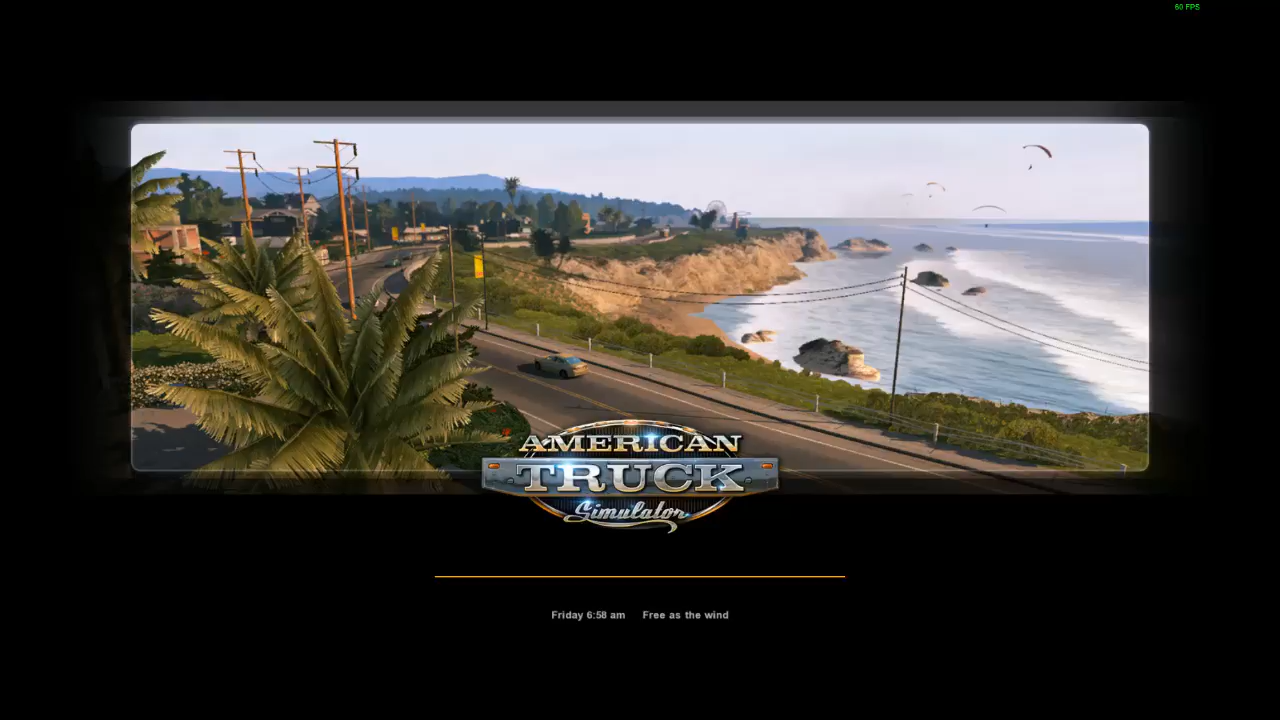 60 FPS
AMERICAN
TRUCK
Simulator
Friday 6:58 am Free as the wind